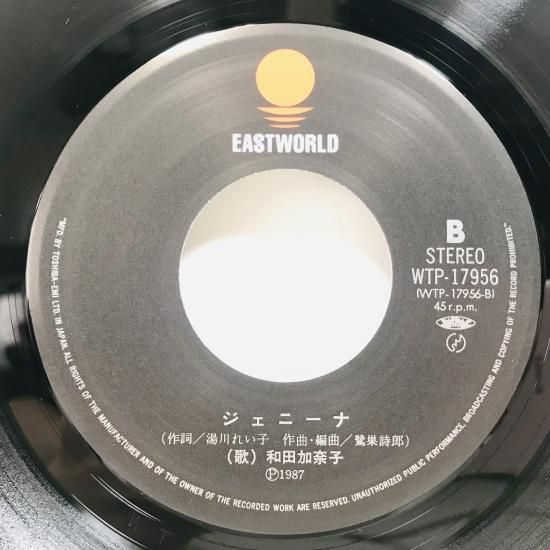 EASTWORLD
B
STEREO
WTP-17956
(WTP-17956-B)
45 r.p.m.
ジェニーナ
(作詞/湯川れい子 作曲・編曲/鷺巣詩郎)
(歌) 和田加奈子
Ⓟ1987
"MFD. BY TOSHIBA-EMI LTD. IN JAPAN. ALL RIGHTS OF THE MANUFACTURER AND OF THE OWNER OF THE RECORDED WORK ARE RESERVED. UNAUTHORIZED PUBLIC PERFORMANCE, BROADCASTING AND COPYING OF THE RECORD PROHIBITED."